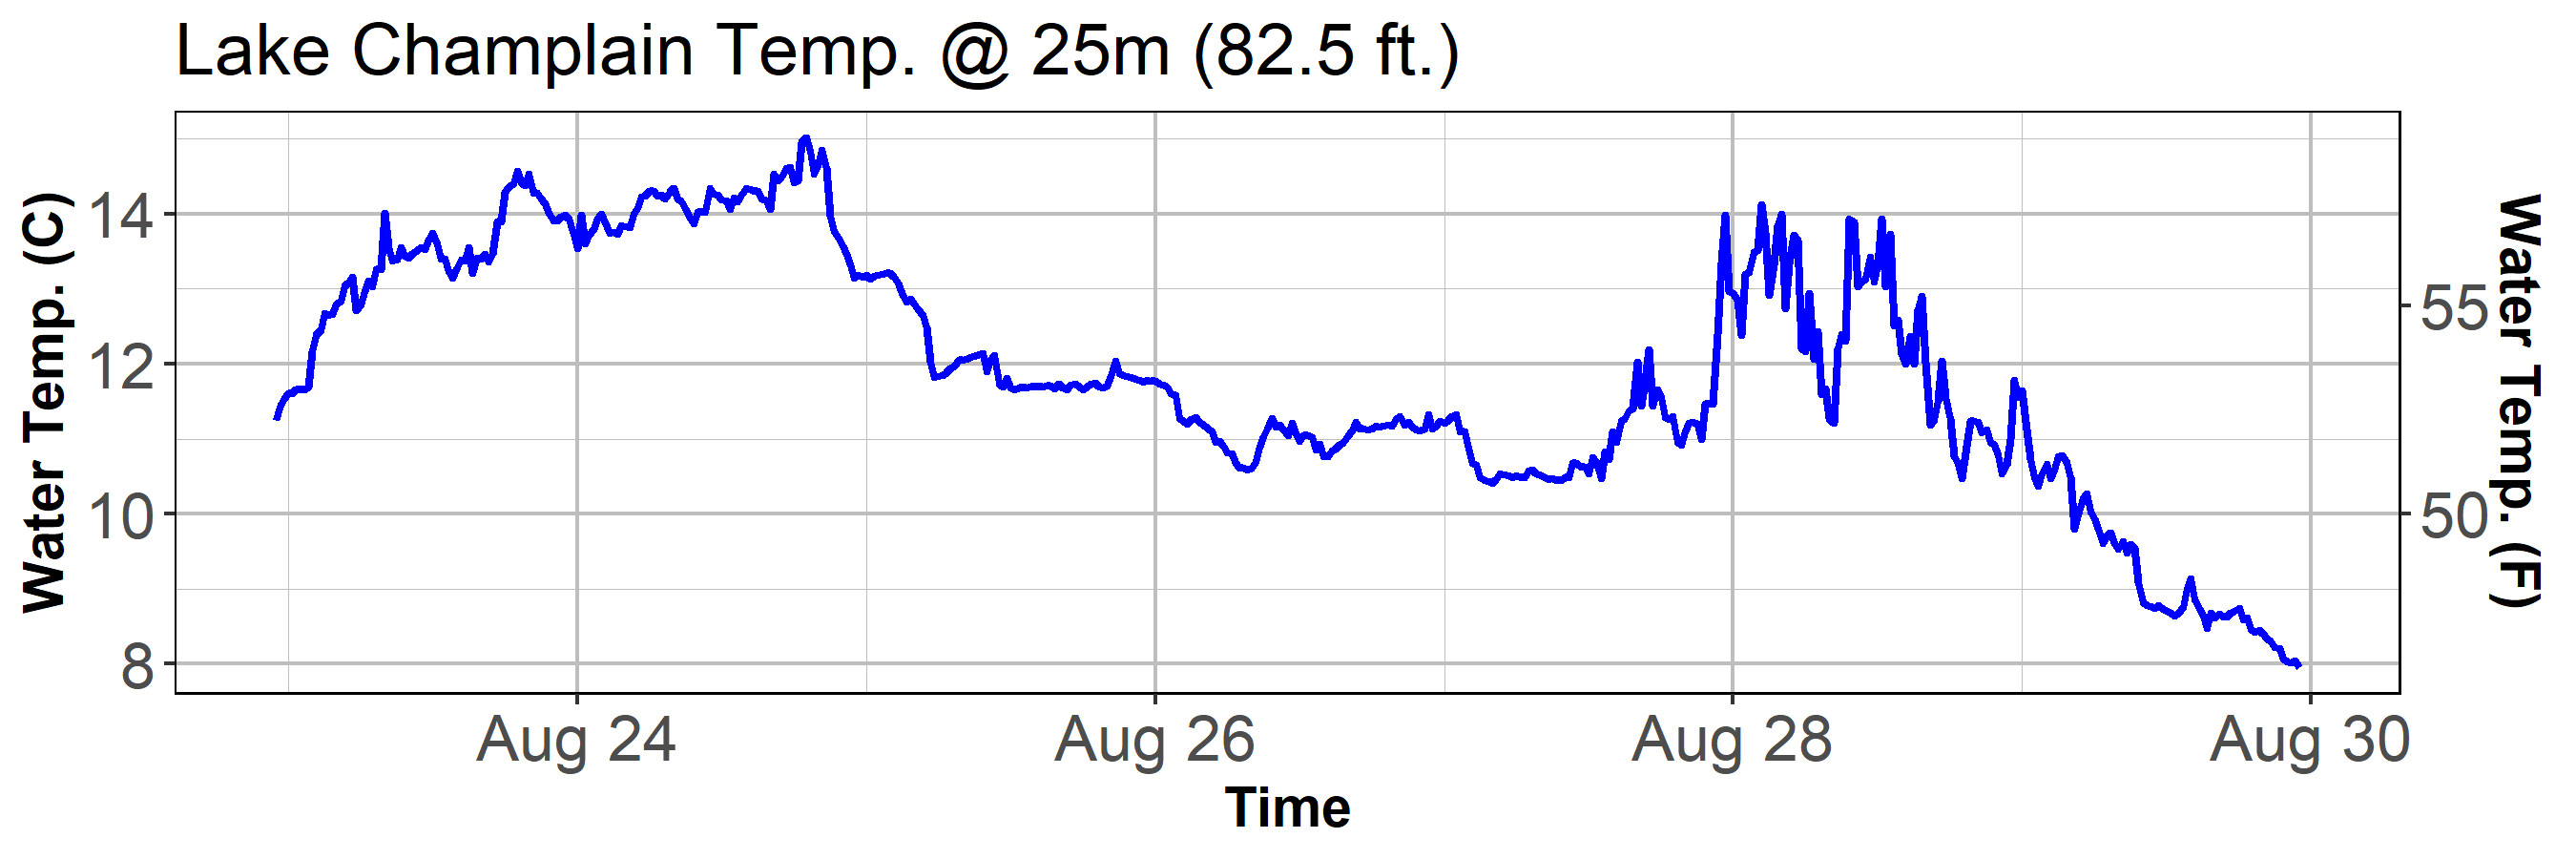 Lake Champlain Temp. @ 25m (82.5 ft.)
Water Temp. (C)
14
12
10
8
55
50
Water Temp. (F)
Aug 24 Aug 26 Aug 28 Aug 30
Time